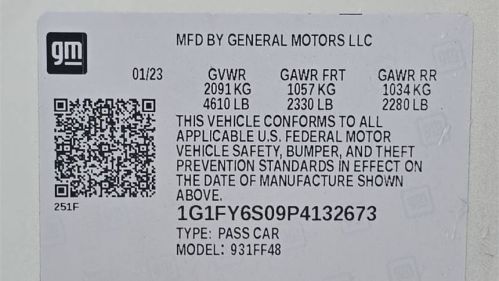 gm
MFD BY GENERAL MOTORS LLC
01/23 GVWR GAWR FRT GAWR RR
2091 KG 1057 KG 1034 KG
4610 LB 2330 LB 2280 LB
THIS VEHICLE CONFORMS TO ALL
APPLICABLE U.S. FEDERAL MOTOR
VEHICLE SAFETY, BUMPER, AND THEFT
PREVENTION STANDARDS IN EFFECT ON
THE DATE OF MANUFACTURE SHOWN
ABOVE.
251F
1G1FY6S09P4132673
TYPE: PASS CAR
MODEL: 931FF48